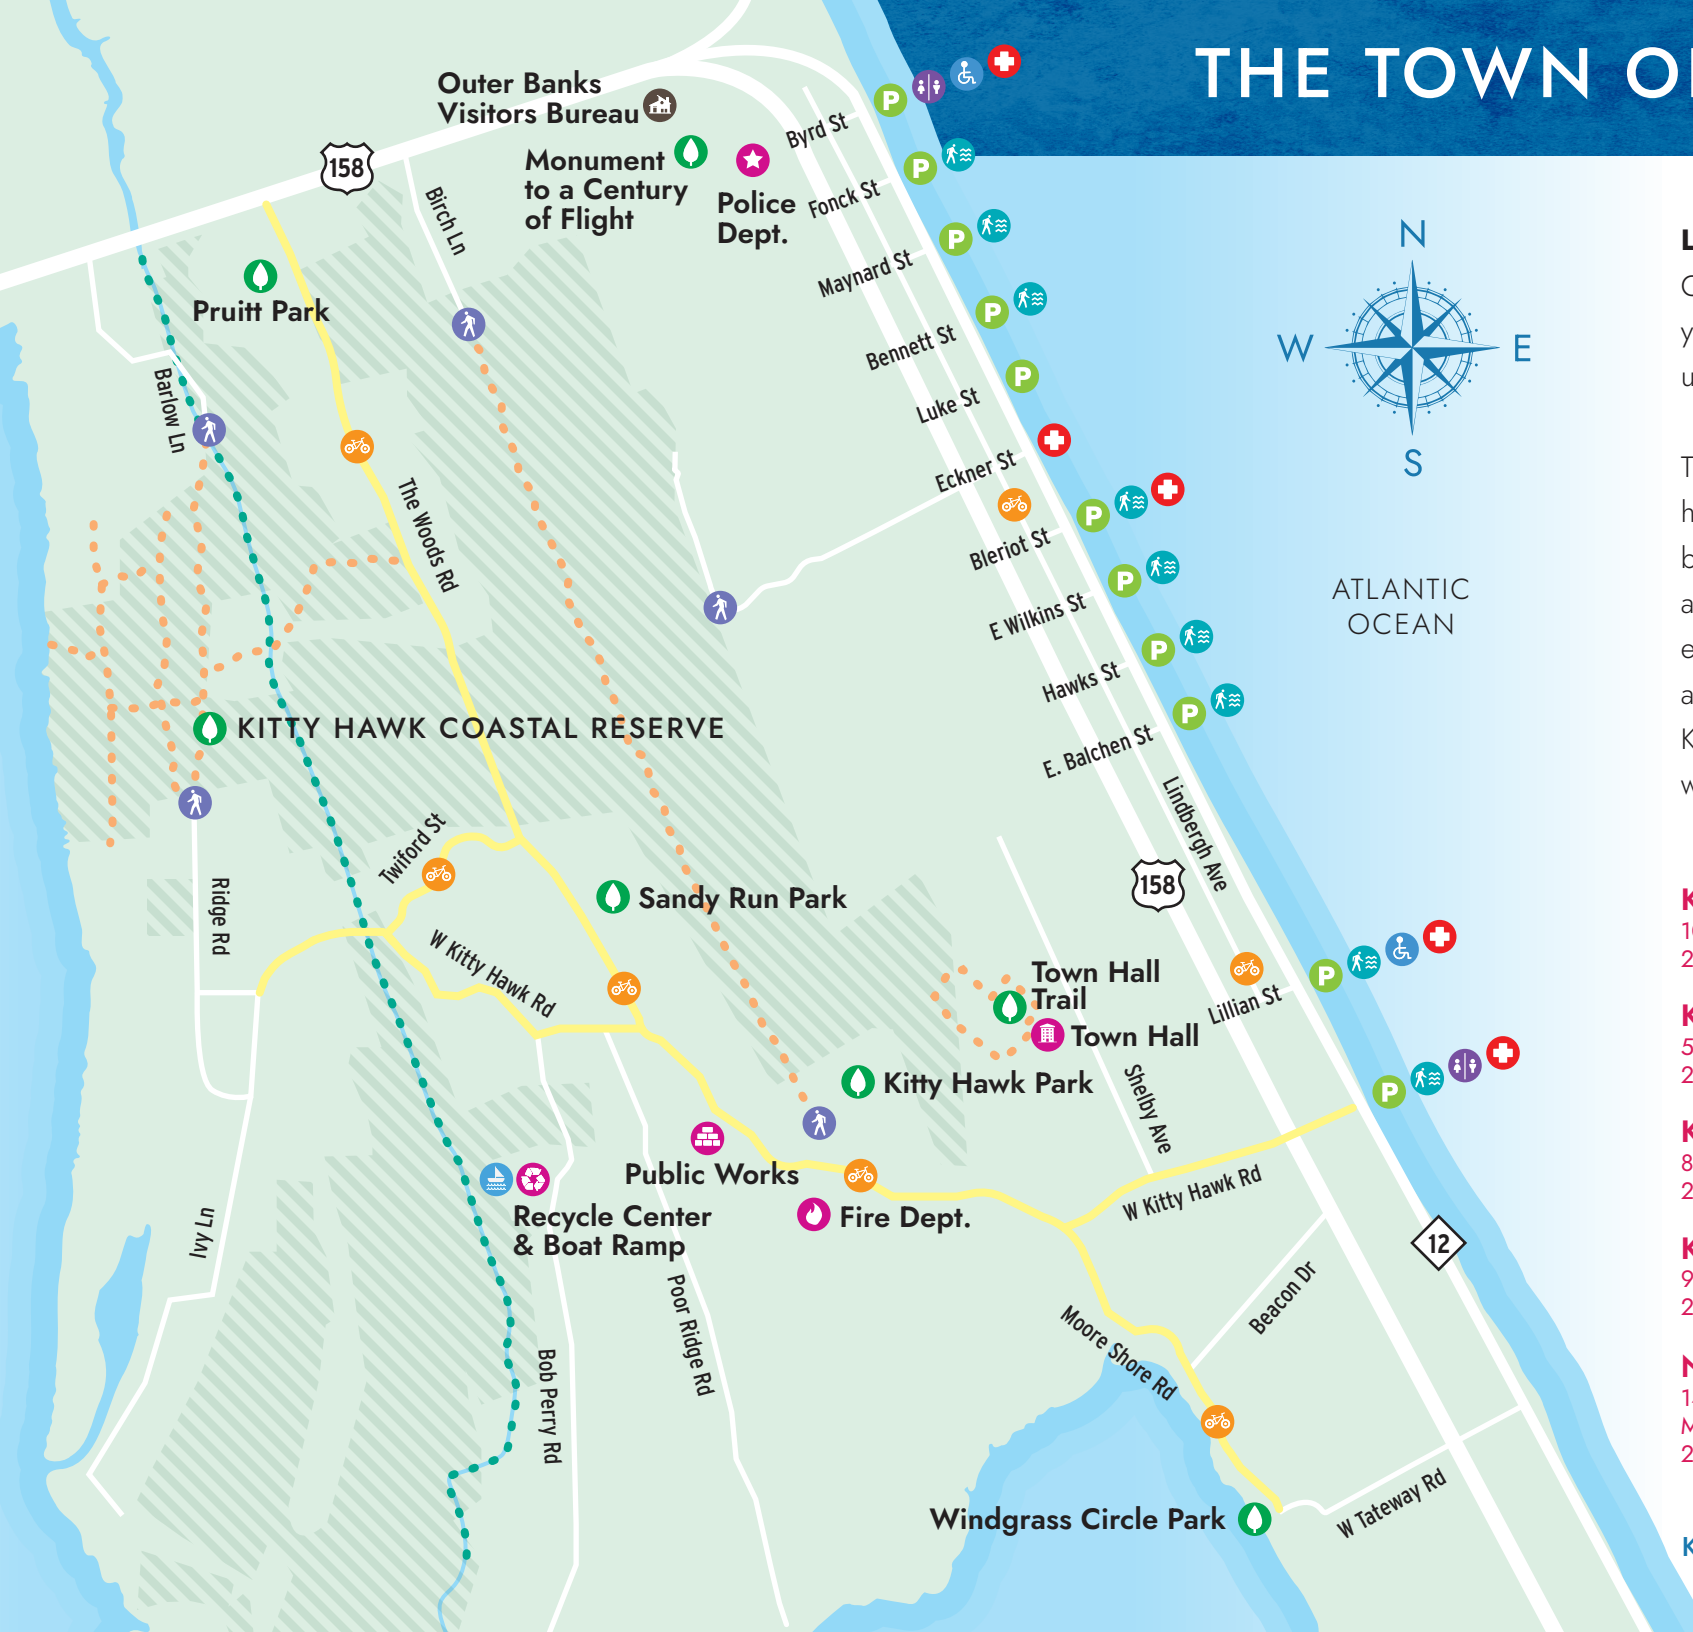 THE TOWN O
Outer Banks
Visitors Bureau
Monument
to a Century
of Flight
Police
Dept.
158
Byrd St
Fonck St
Maynard St
Bennett St
Luke St
Eckner St
Bleriot St
E Wilkins St
Hawks St
E. Balchen St
Birch Ln
Pruitt Park
Barlow Ln
The Woods Rd
N
W
E
S
ATLANTIC
OCEAN
KITTY HAWK COASTAL RESERVE
Lindbergh Ave
158
Twiford St
Ridge Rd
Sandy Run Park
W Kitty Hawk Rd
Town Hall
Trail
Town Hall
Lillian St
Kitty Hawk Park
Shelby Ave
Public Works
Fire Dept.
W Kitty Hawk Rd
Recycle Center
& Boat Ramp
Ivy Ln
12
Beacon Dr
Poor Ridge Rd
Moore Shore Rd
Bob Perry Rd
Windgrass Circle Park
W Tateway Rd
P
P
P
P
P
P
P
P
P
P
P